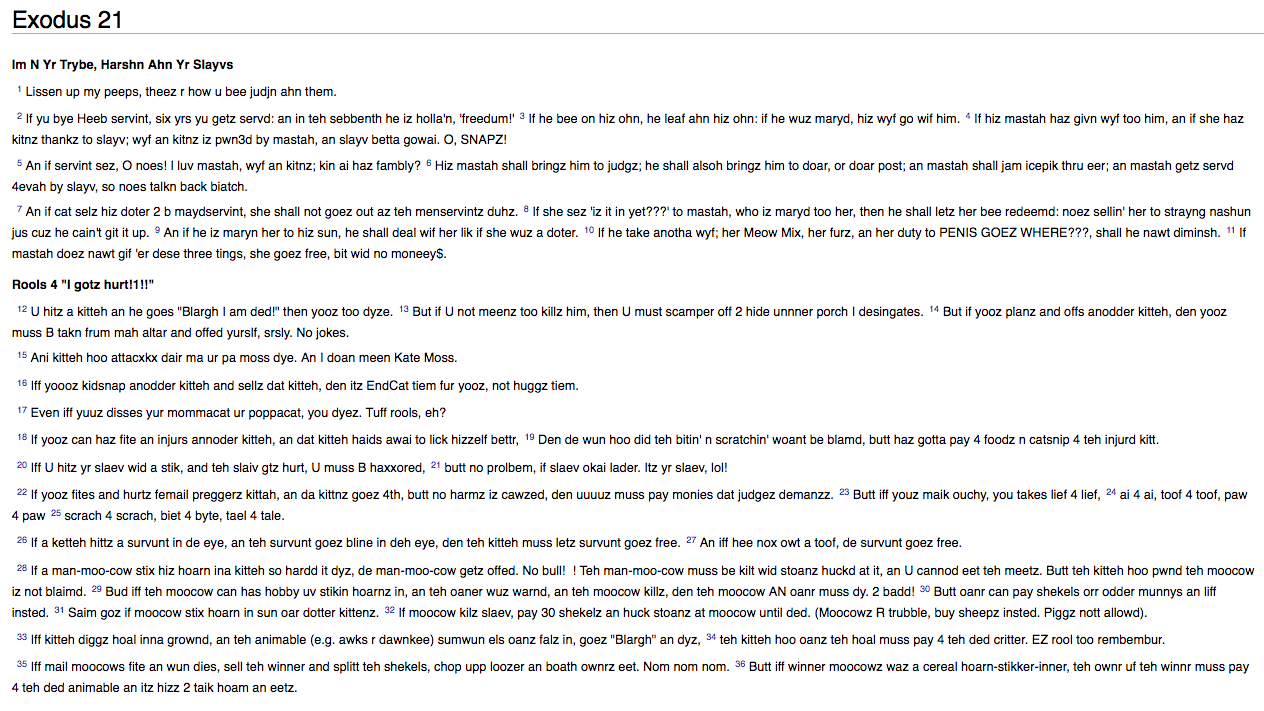 Exodus 21
Im N Yr Trybe, Harshn Ahn Yr Slayvs
1 Lissen up my peeps, theez r how u bee judjn ahn them.
2 If yu bye Heeb servint, six yrs yu getz servd: an in teh sebbenth he iz holla'n, 'freedum!' 3 If he bee on hiz ohn, he leaf ahn hiz ohn: if he wuz maryd, hiz wyf go wif him. 4 If hiz mastah haz givn wyf too him, an if she haz
kitnz thankz to slayv; wyf an kitnz iz pwn3d by mastah, an slayv betta gowai. O, SNAPZ!
5 An if servint sez, O noes! I luv mastah, wyf an kitnz; kin ai haz fambly? 6 Hiz mastah shall bringz him to judgz; he shall alsoh bringz him to doar, or doar post; an mastah shall jam icepik thru eer; an mastah getz servd
4evah by slayv, so noes talkn back biatch.
7 An if cat selz hiz doter 2 b maydservint, she shall not goez out az teh menservintz duhz. 8 If she sez 'iz it in yet???' to mastah, who iz maryd too her, then he shall letz her bee redeemd: noez sellin' her to strayng nashun
jus cuz he cain't git it up. 9 An if he iz maryn her to hiz sun, he shall deal wif her lik if she wuz a doter. 10 If he take anotha wyf; her Meow Mix, her furz, an her duty to PENIS GOEZ WHERE???, shall he nawt diminsh. 11 If
mastah doez nawt gif 'er dese three tings, she goez free, bit wid no moneey$.
Rools 4 "I gotz hurt!1!!"
12 U hitz a kitteh an he goes "Blargh I am ded!" then yooz too dyze. 13 But if U not meenz too killz him, then U must scamper off 2 hide unnner porch I desingates. 14 But if yooz planz and offs anodder kitteh, den yooz
muss B takn frum mah altar and offed yurslf, srsly. No jokes.
15 Ani kitteh hoo attacxkx dair ma ur pa moss dye. An I doan meen Kate Moss.
16 Iff yoooz kidsnap anodder kitteh and sellz dat kitteh, den itz EndCat tiem fur yooz, not huggz tiem.
17 Even iff yuuz disses yur mommacat ur poppacat, you dyez. Tuff rools, eh?
18 If yooz can haz fite an injurs annoder kitteh, an dat kitteh haids awai to lick hizzelf bettr, 19 Den de wun hoo did teh bitin' n scratchin' woant be blamd, butt haz gotta pay 4 foodz n catsnip 4 teh injurd kitt.
20 Iff U hitz yr slaev wid a stik, and teh slaiv gtz hurt, U muss B haxxored, 21 butt no prolbem, if slaev okai lader. Itz yr slaev, lol!
22 If yooz fites and hurtz femail preggerz kittah, an da kittnz goez 4th, butt no harmz iz cawzed, den uuuuz muss pay monies dat judgez demanzz. 23 Butt iff youz maik ouchy, you takes lief 4 lief, 24 ai 4 ai, toof 4 toof, paw
4 paw 25 scrach 4 scrach, biet 4 byte, tael 4 tale.
26 If a ketteh hittz a survunt in de eye, an teh survunt goez bline in deh eye, den teh kitteh muss letz survunt goez free. 27 An iff hee nox owt a toof, de survunt goez free.
28 If a man-moo-cow stix hiz hoarn ina kitteh so hardd it dyz, de man-moo-cow getz offed. No bull! ! Teh man-moo-cow muss be kilt wid stoanz huckd at it, an U cannod eet teh meetz. Butt teh kitteh hoo pwnd teh moocow
iz not blaimd. 29 Bud iff teh moocow can has hobby uv stikin hoarnz in, an teh oaner wuz warnd, an teh moocow killz, den teh moocow AN oanr muss dy. 2 badd! 30 Butt oanr can pay shekels orr odder munnys an liff
insted. 31 Saim goz if moocow stix hoarn in sun oar dotter kittenz. 32 If moocow kilz slaev, pay 30 shekelz an huck stoanz at moocow until ded. (Moocowz R trubble, buy sheepz insted. Piggz nott allowd).
33 Iff kitteh diggz hoal inna grownd, an teh animable (e.g. awks r dawnkee) sumwun els oanz falz in, goez "Blargh" an dyz, 34 teh kitteh hoo oanz teh hoal muss pay 4 teh ded critter. EZ rool too rembembur.
35 Iff mail moocows fite an wun dies, sell teh winner and splitt teh shekels, chop upp loozer an boath ownrz eet. Nom nom nom. 36 Butt iff winner moocowz waz a cereal hoarn-stikker-inner, teh ownr uf teh winnr muss pay
4 teh ded animable an itz hizz 2 taik hoam an eetz.